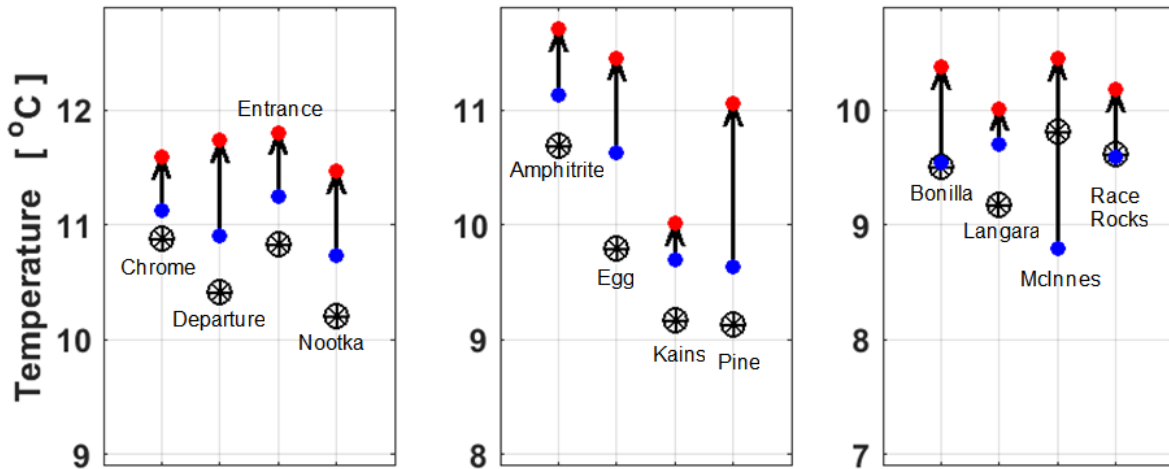 Temperature [ °C ]
12
11
10
9
Entrance
Chrome
Departure
Nootka
11
10
9
8
Amphitrite
Egg
Kains
Pine
10
9
8
7
Bonilla
Langara
McInnes
Race
Rocks